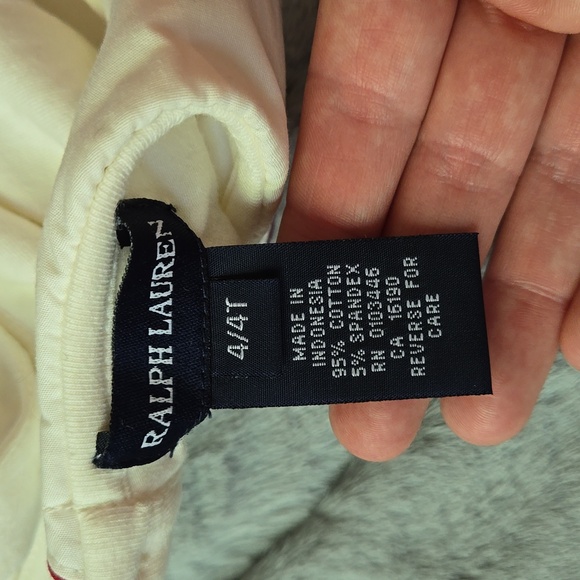 RALPH LAUREN
4/4T
MADE IN
INDONESIA
95% COTTON
5% SPANDEX
RN 0103446
CA 16190
REVERSE FOR
CARE